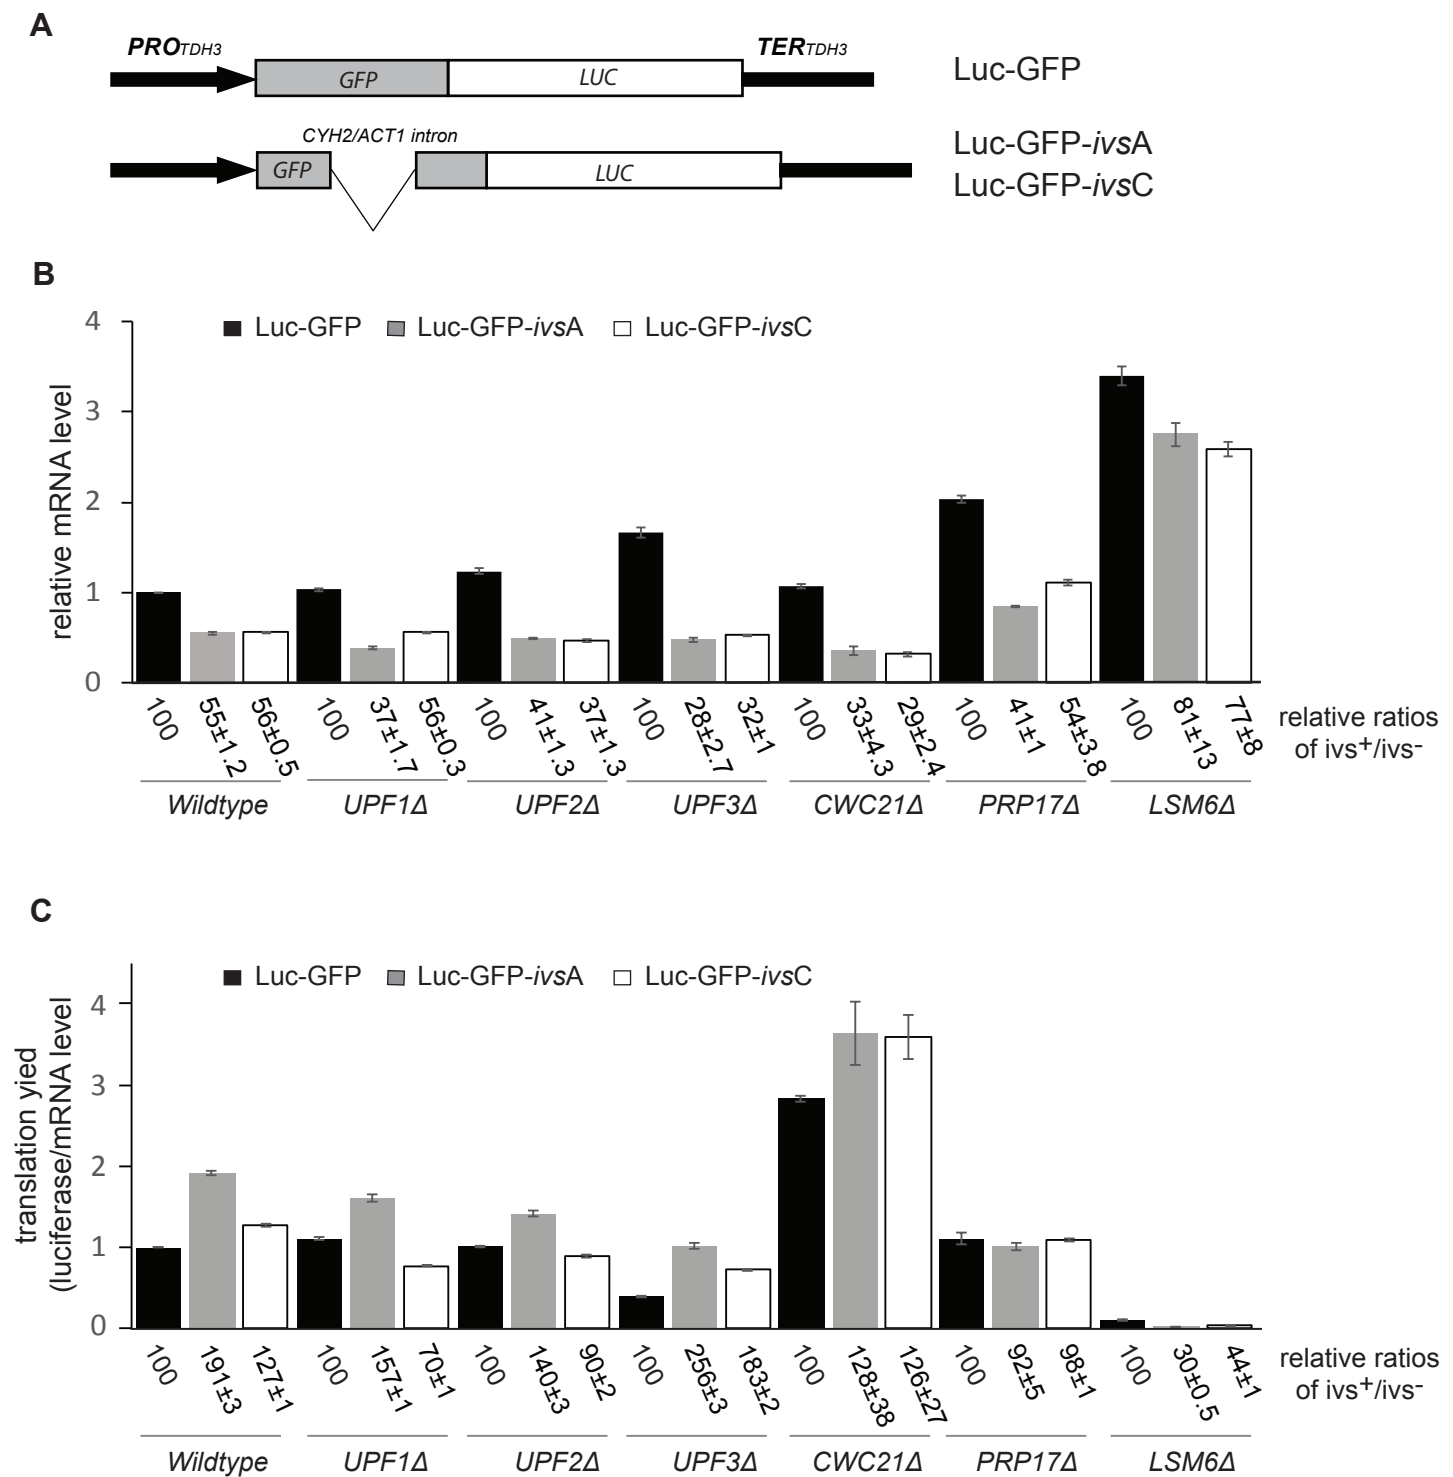 A
PROTDH3
TERTDH3
GFP
LUC
Luc-GFP
CYH2/ACT1 intron
GFP
LUC
Luc-GFP-ivsA
Luc-GFP-ivsC
B
Luc-GFP
Luc-GFP-ivsA
Luc-GFP-ivsC
relative mRNA level
4
3
2
1
0
100 55±1.2 56±0.5 100 37±1.7 56±0.3 100 41±1.3 37±1.3 100 28±2.7 32±1 100 33±4.3 29±2.4 100 41±1 54±3.8 100 81±13 77±8
relative ratios
of ivs+/ivs-
Wildtype UPF1Δ UPF2Δ UPF3Δ CWC21Δ PRP17Δ LSM6Δ
C
Luc-GFP
Luc-GFP-ivsA
Luc-GFP-ivsC
translation yied
(luciferase/mRNA level
4
3
2
1
0
100 191±3 127±1 100 157±1 70±1 100 140±3 90±2 100 256±3 183±2 100 128±38 126±27 100 92±5 98±1 100 30±0.5 44±1
relative ratios
of ivs+/ivs-
Wildtype UPF1Δ UPF2Δ UPF3Δ CWC21Δ PRP17Δ LSM6Δ